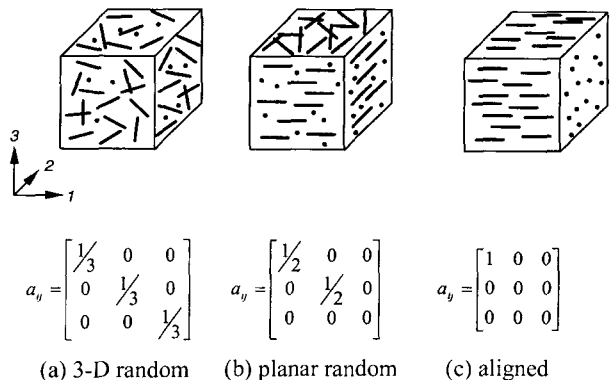 3
2
1
a_ij = [1/3 0 0
0 1/3 0
0 0 1/3]
a_ij = [1/2 0 0
0 1/2 0
0 0 0]
a_ij = [1 0 0
0 0 0
0 0 0]
(a) 3-D random
(b) planar random
(c) aligned